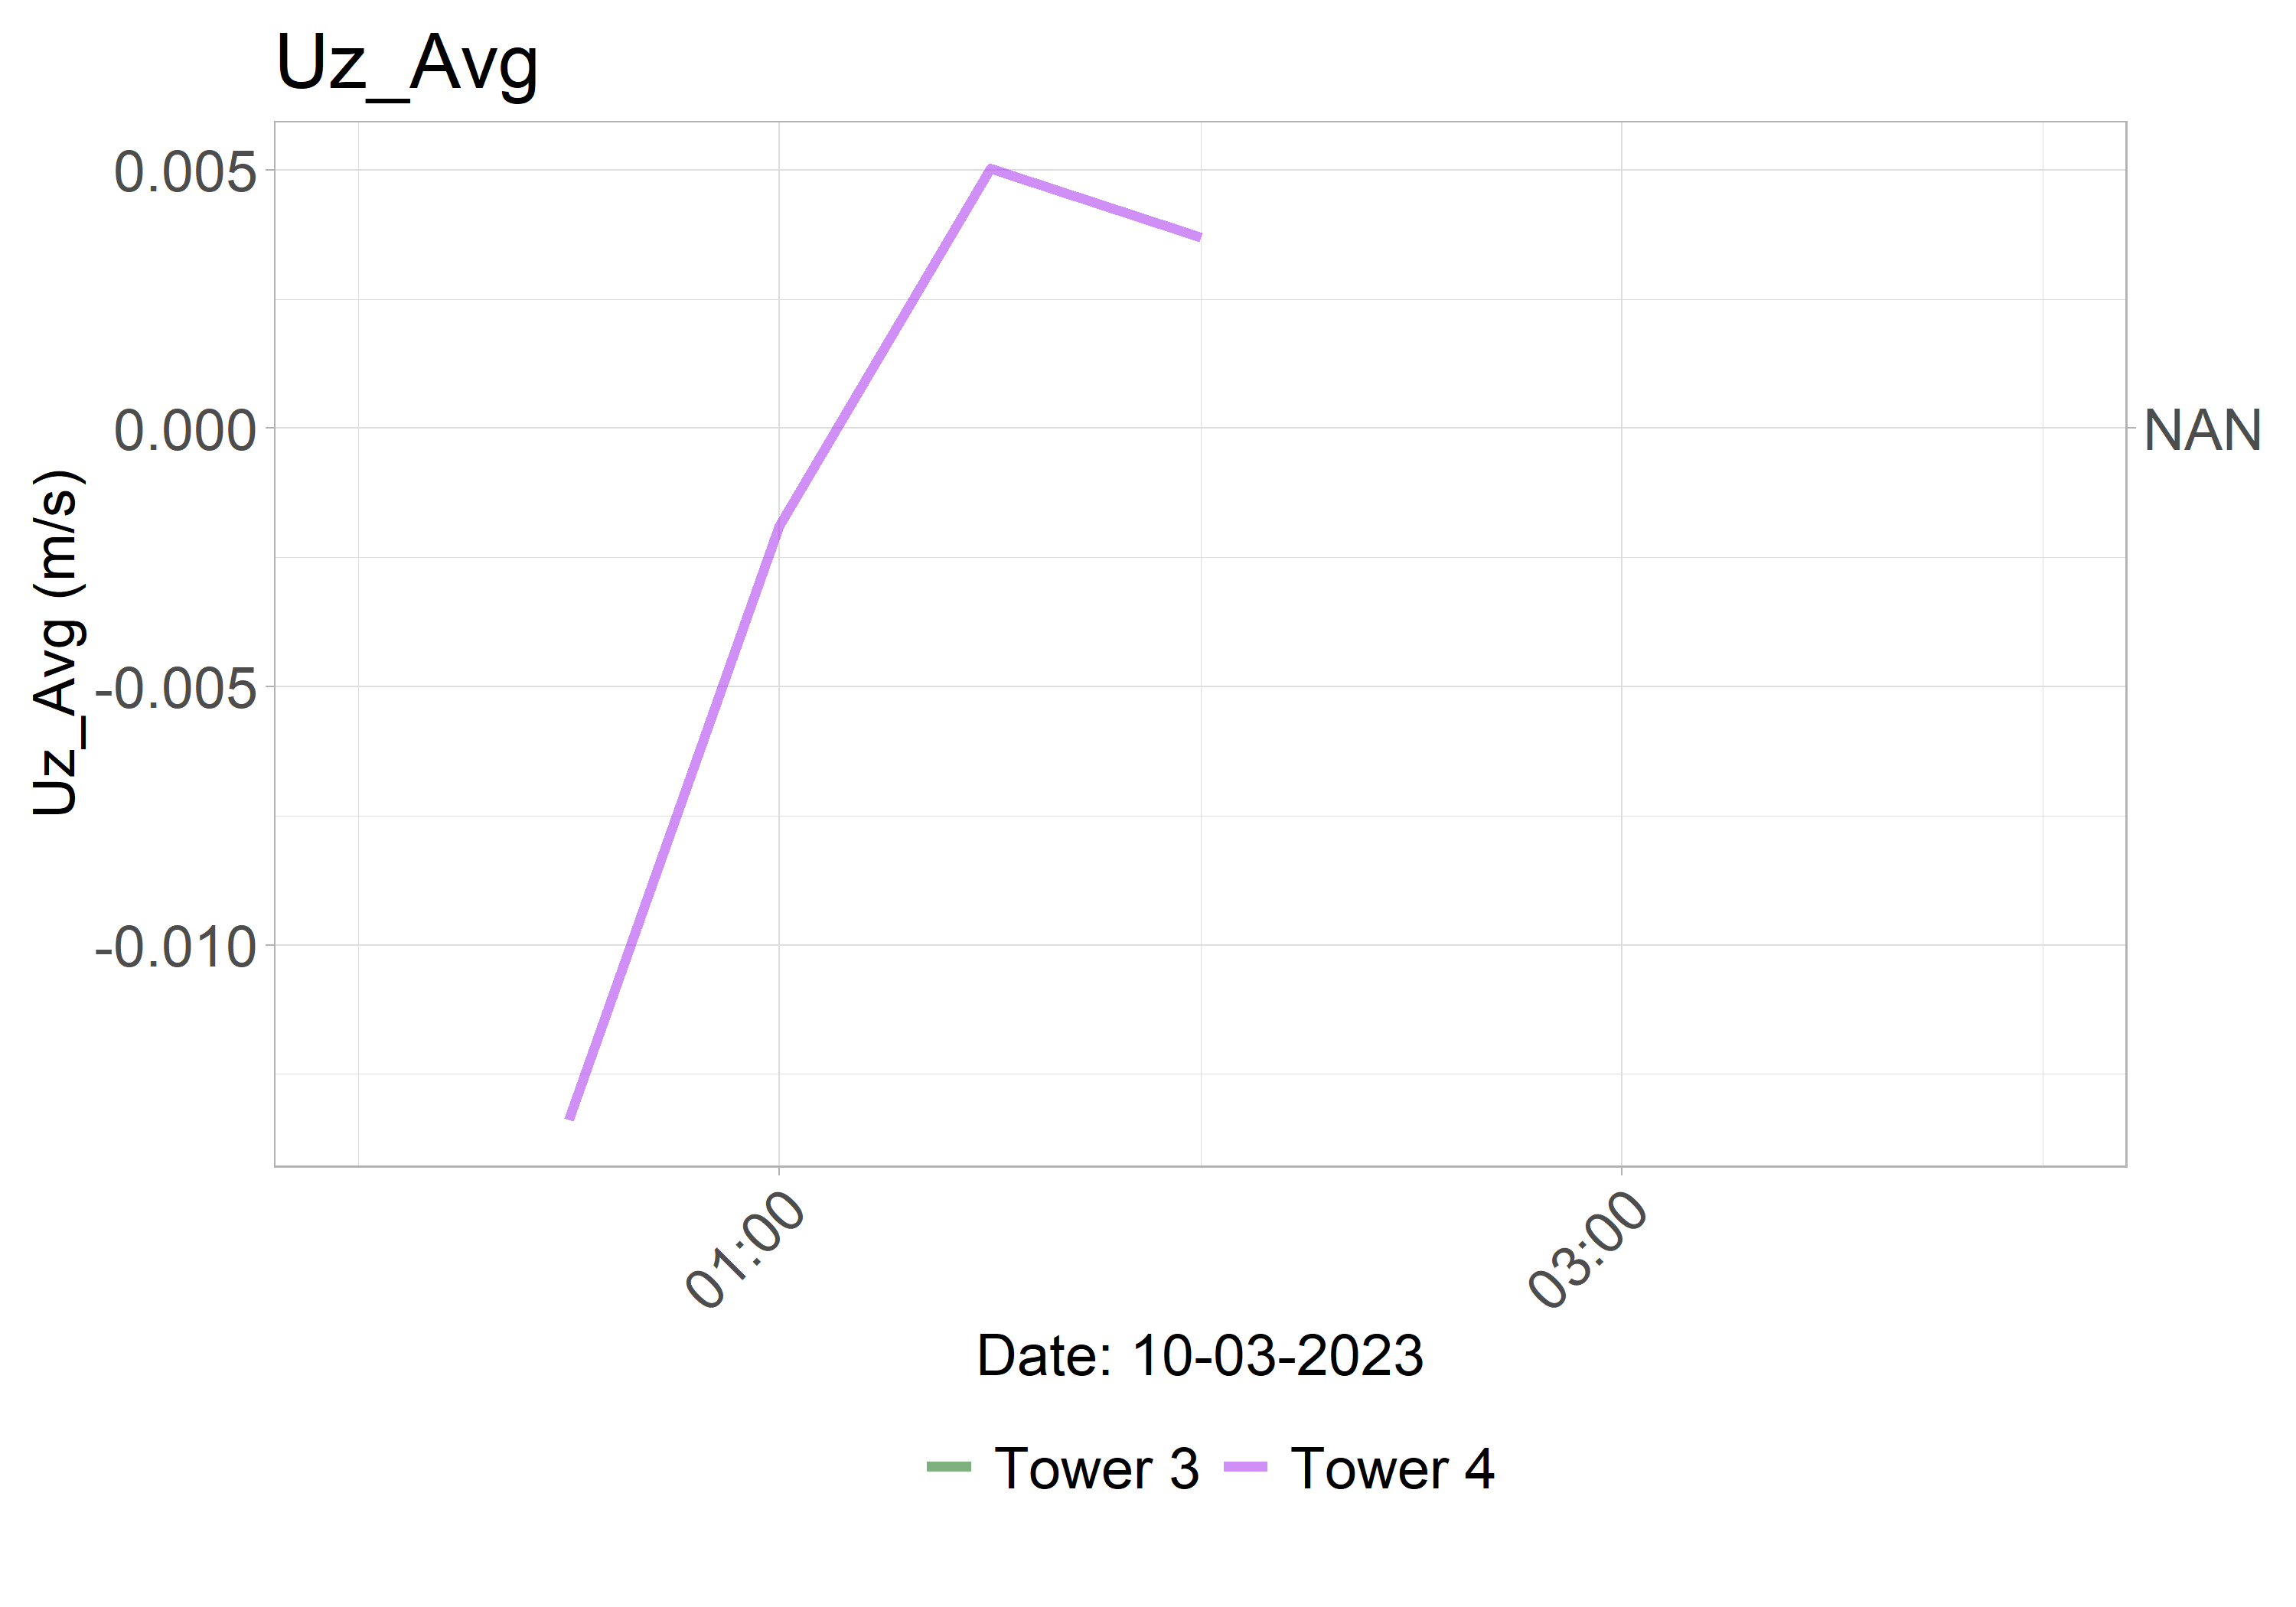 Uz_Avg
0.005
0.000
-0.005
-0.010
Uz_Avg (m/s)
NAN
01:00
03:00
Date: 10-03-2023
Tower 3
Tower 4